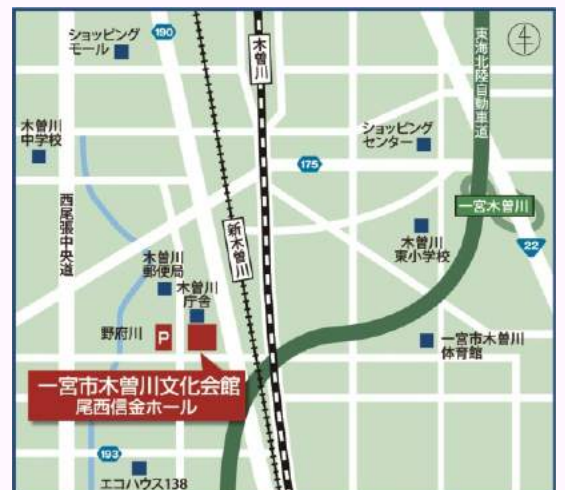 ショッピング
モール
190
木曽川
東海北陸自動車道
木曽川
中学校
ショッピング
センター
175
一宮木曽川
西尾張中央道
新木曽川
木曽川
東小学校
22
木曽川
郵便局
木曽川
庁舎
野府川
P
一宮市木曽川
体育館
一宮市木曽川文化会館
尾西信金ホール
193
エコハウス138